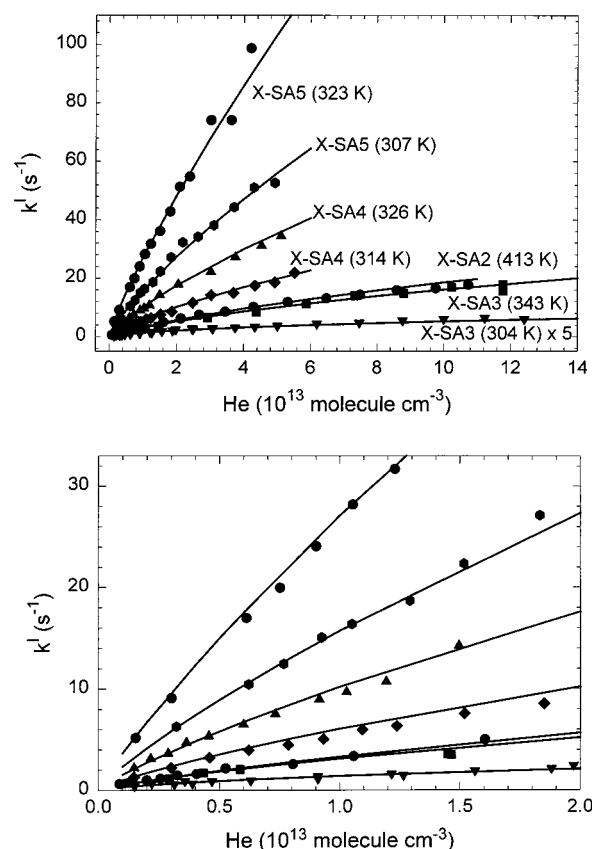 100
80
60
40
20
0
k^I (s^-1)
X-SA5 (323 K)
X-SA5 (307 K)
X-SA4 (326 K)
X-SA4 (314 K)
X-SA2 (413 K)
X-SA3 (343 K)
X-SA3 (304 K) x 5
0 2 4 6 8 10 12 14
He (10^13 molecule cm^-3)
30
20
10
0
k^I (s^-1)
0.0 0.5 1.0 1.5 2.0
He (10^13 molecule cm^-3)